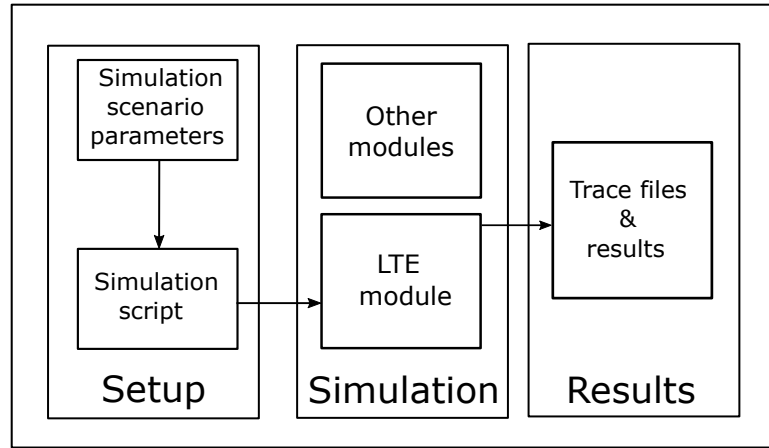 Simulation
scenario
parameters
Simulation
script
Setup
Other
modules
LTE
module
Simulation
Trace files
&
results
Results